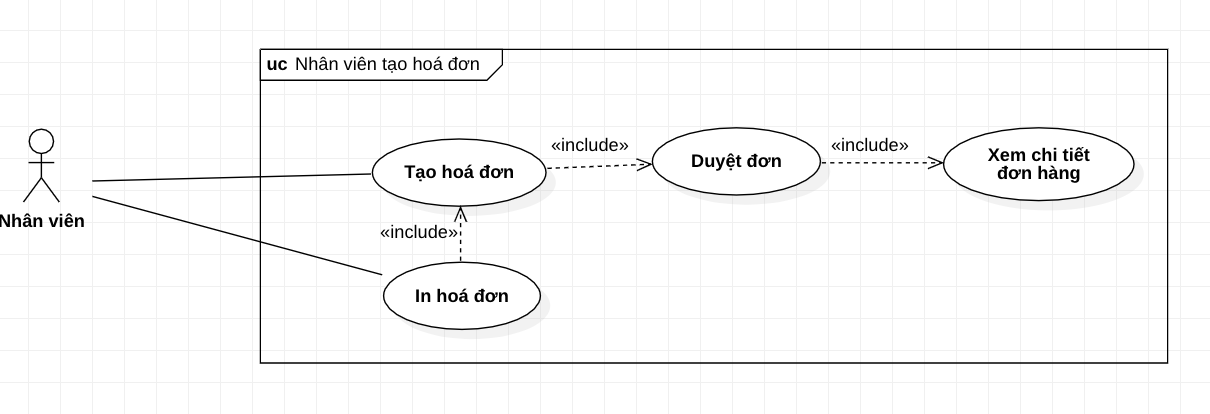 uc Nhân viên tạo hoá đơn
Nhân viên
Tạo hoá đơn
«include»
Duyệt đơn
«include»
Xem chi tiết
đơn hàng
«include»
In hoá đơn